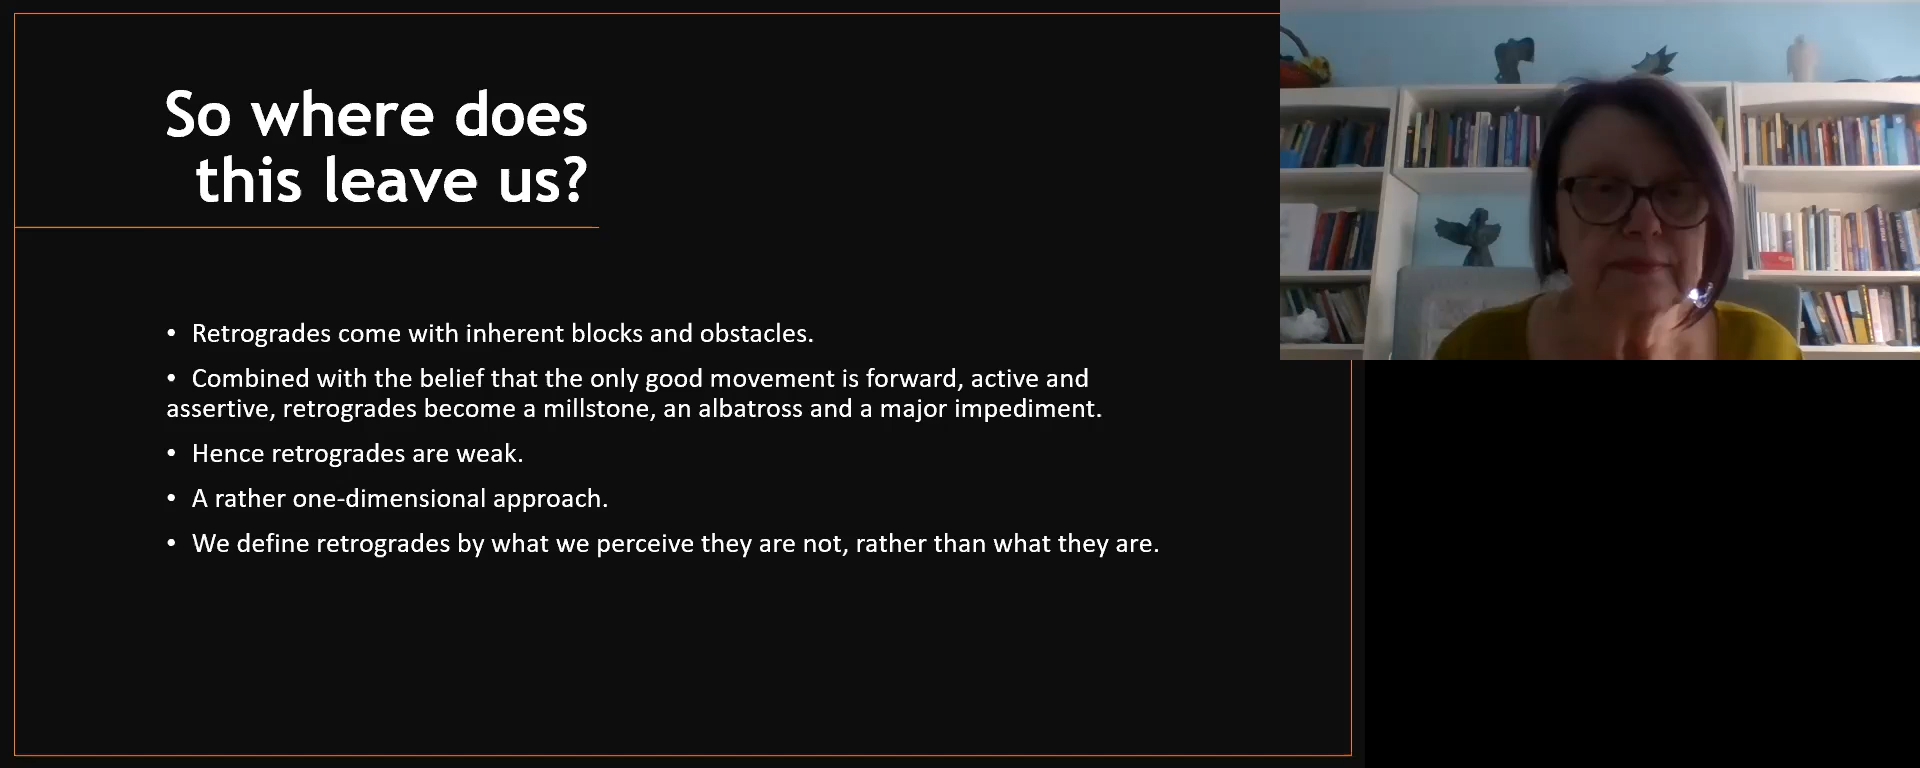 So where does
this leave us?
• Retrogrades come with inherent blocks and obstacles.
• Combined with the belief that the only good movement is forward, active and
assertive, retrogrades become a millstone, an albatross and a major impediment.
• Hence retrogrades are weak.
• A rather one-dimensional approach.
• We define retrogrades by what we perceive they are not, rather than what they are.